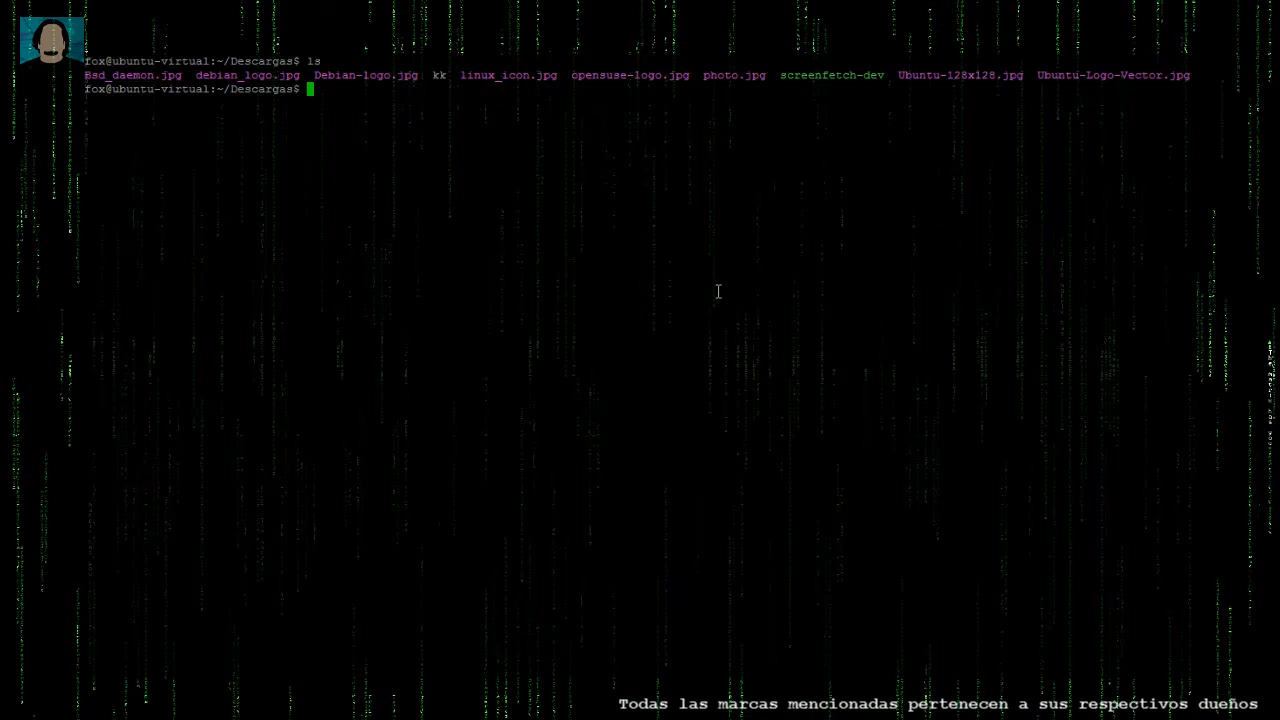 fox@ubuntu-virtual:~/Descargas$ ls
Bsd_daemon.jpg debian_logo.jpg Debian-logo.jpg kk linux_icon.jpg opensuse-logo.jpg photo.jpg screenfetch-dev Ubuntu-128x128.jpg Ubuntu-Logo-Vector.jpg
fox@ubuntu-virtual:~/Descargas$
Todas las marcas mencionadas pertenecen a sus respectivos dueños